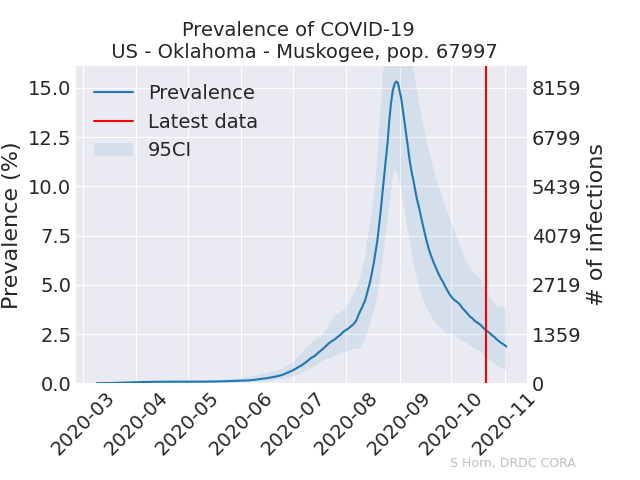 Prevalence of COVID-19
US - Oklahoma - Muskogee, pop. 67997
Prevalence
Latest data
95CI
Prevalence (%)
15.0
12.5
10.0
7.5
5.0
2.5
0.0
8159
6799
5439
4079
2719
1359
0
# of infections
2020-03
2020-04
2020-05
2020-06
2020-07
2020-08
2020-09
2020-10
2020-11
S Horn, DRDC CORA